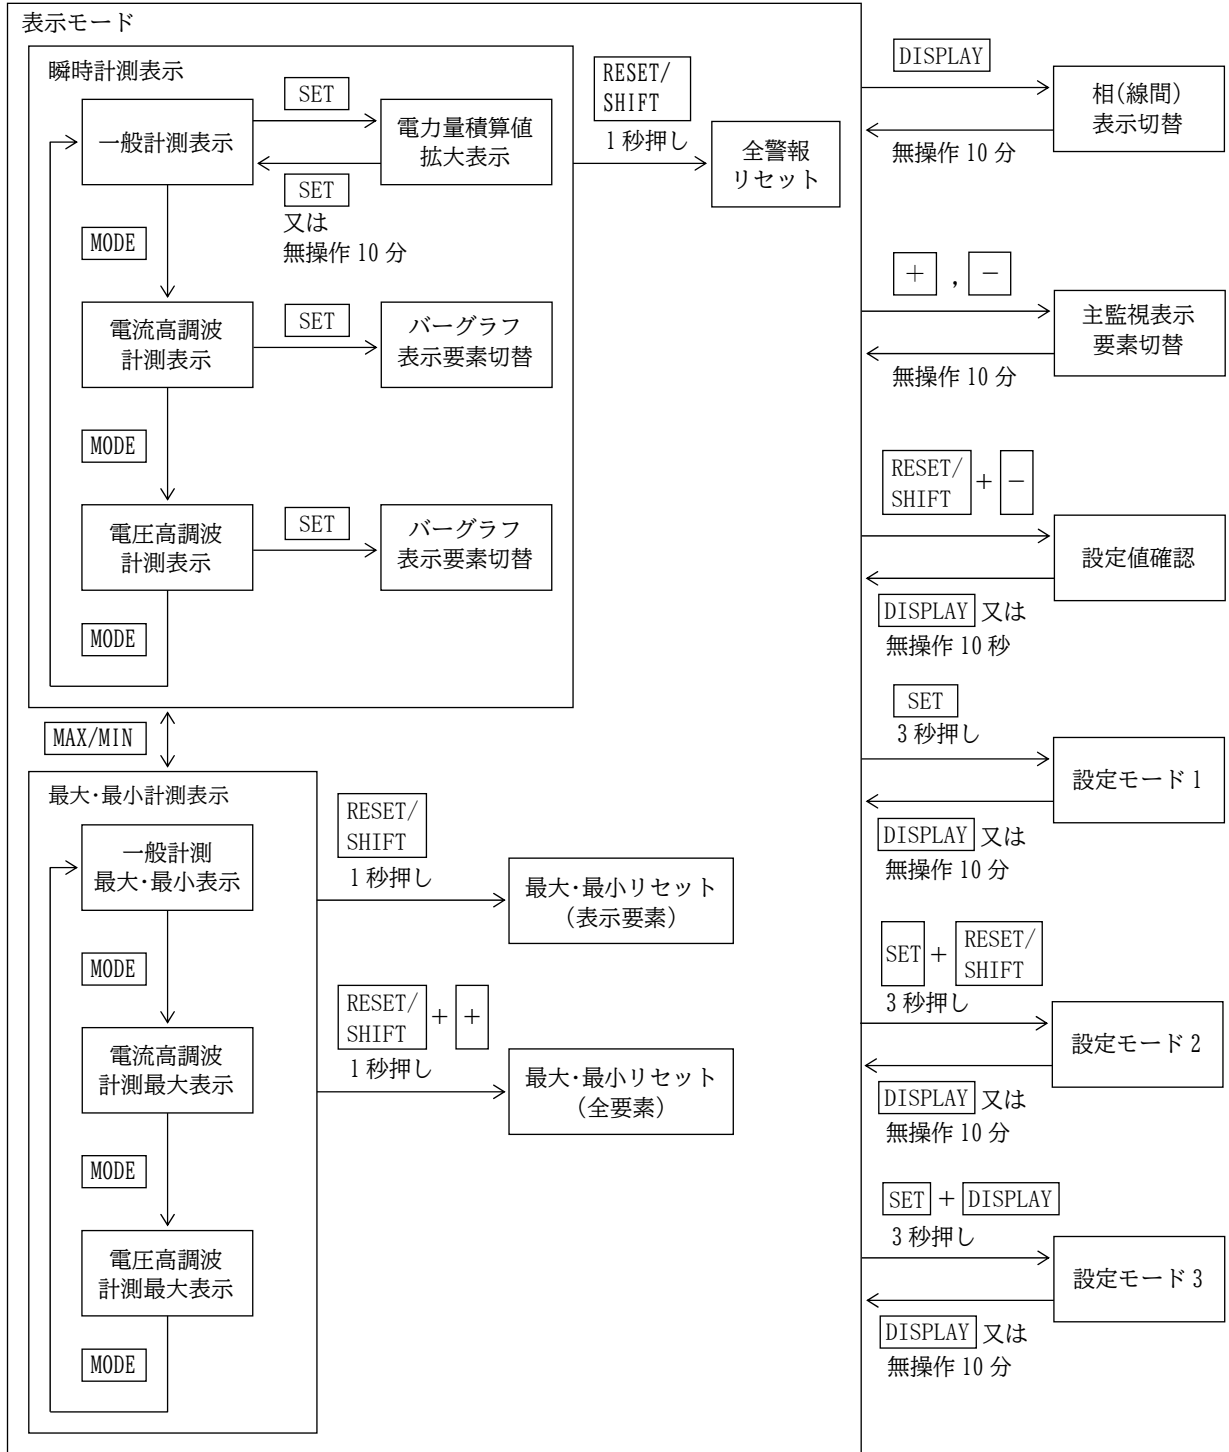 表示モード
瞬時計測表示
一般計測表示
SET
電力量積算値
拡大表示
SET
又は
無操作10分
MODE
電流高調波
計測表示
SET
バーグラフ
表示要素切替
MODE
電圧高調波
計測表示
SET
バーグラフ
表示要素切替
MODE
RESET/
SHIFT
1秒押し
全警報
リセット
MAX/MIN
最大・最小計測表示
一般計測
最大・最小表示
MODE
電流高調波
計測最大表示
MODE
電圧高調波
計測最大表示
MODE
RESET/
SHIFT
1秒押し
最大・最小リセット
(表示要素)
RESET/
SHIFT
+ +
1秒押し
最大・最小リセット
(全要素)
DISPLAY
相(線間)
表示切替
無操作10分
+ , −
主監視表示
要素切替
無操作10分
RESET/
SHIFT
+ −
設定値確認
DISPLAY 又は
無操作10秒
SET
3秒押し
設定モード1
DISPLAY 又は
無操作10分
SET + RESET/
SHIFT
3秒押し
設定モード2
DISPLAY 又は
無操作10分
SET + DISPLAY
3秒押し
設定モード3
DISPLAY 又は
無操作10分